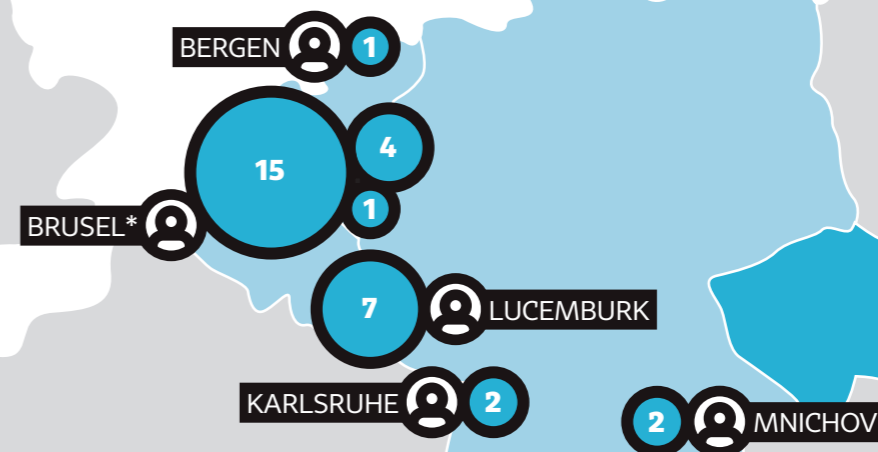 BERGEN 1
15
4
1
BRUSEL*
7 LUCEMBURK
KARLSRUHE 2
2 MNICHOV